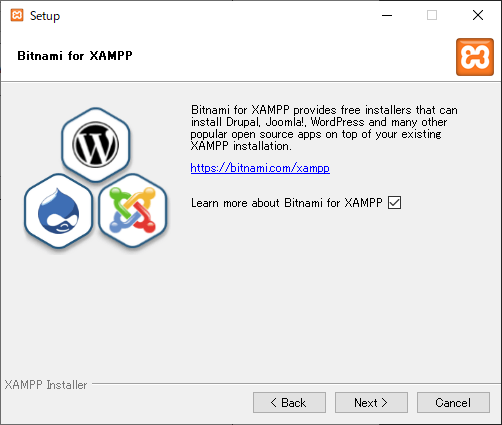 Setup
Bitnami for XAMPP
Bitnami for XAMPP provides free installers that can
install Drupal, Joomla!, WordPress and many other
popular open source apps on top of your existing
XAMPP installation.
https://bitnami.com/xampp
Learn more about Bitnami for XAMPP
XAMPP Installer
< Back
Next >
Cancel